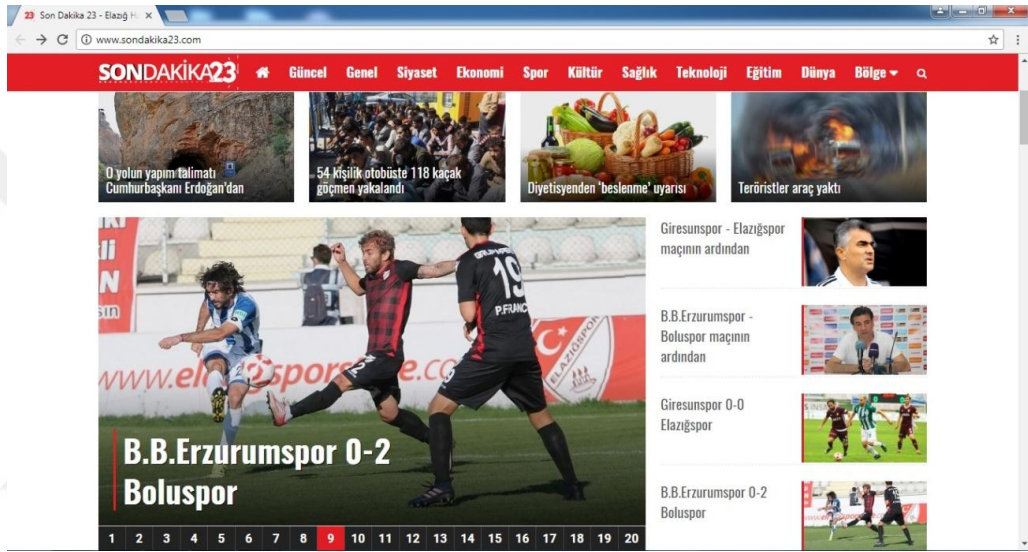 23 Son Dakika 23 - Elazığ H
www.sondakika23.com
SONDAKİKA23 Güncel Genel Siyaset Ekonomi Spor Kültür Sağlık Teknoloji Eğitim Dünya Bölge
O yolun yapım talimatı
Cumhurbaşkanı Erdoğan'dan
54 kişilik otobüste 118 kaçak
göçmen yakalandı
Diyetisyenden 'beslenme' uyarısı
Teröristler araç yaktı
19
P.FRANC
ELAZIĞSPOR
B.B.Erzurumspor 0-2
Boluspor
1 2 3 4 5 6 7 8 9 10 11 12 13 14 15 16 17 18 19 20
Giresunspor - Elazığspor
maçının ardından
B.B.Erzurumspor -
Boluspor maçının
ardından
Giresunspor 0-0
Elazığspor
B.B.Erzurumspor 0-2
Boluspor